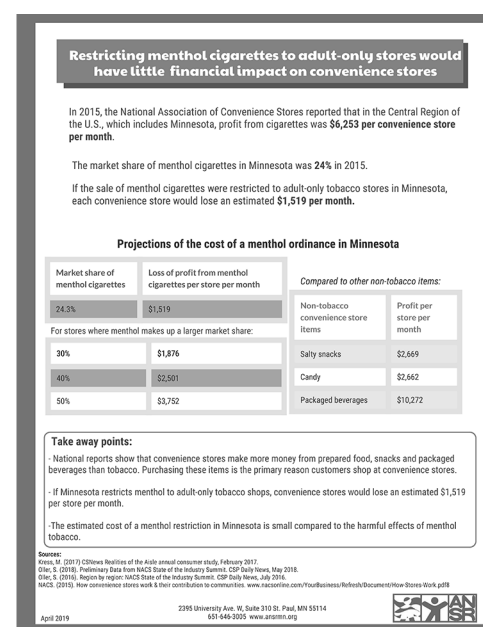 Restricting menthol cigarettes to adult-only stores would
have little financial impact on convenience stores
In 2015, the National Association of Convenience Stores reported that in the Central Region of
the U.S., which includes Minnesota, profit from cigarettes was $6,253 per convenience store
per month.
The market share of menthol cigarettes in Minnesota was 24% in 2015.
If the sale of menthol cigarettes were restricted to adult-only tobacco stores in Minnesota,
each convenience store would lose an estimated $1,519 per month.
Projections of the cost of a menthol ordinance in Minnesota
Market share of
menthol cigarettes
Loss of profit from menthol
cigarettes per store per month
24.3%
$1,519
For stores where menthol makes up a larger market share:
30%
$1,876
40%
$2,501
50%
$3,752
Compared to other non-tobacco items:
Non-tobacco
convenience store
items
Profit per
store per
month
Salty snacks
$2,669
Candy
$2,662
Packaged beverages
$10,272
Take away points:
- National reports show that convenience stores make more money from prepared food, snacks and packaged
beverages than tobacco. Purchasing these items is the primary reason customers shop at convenience stores.
- If Minnesota restricts menthol to adult-only tobacco shops, convenience stores would lose an estimated $1,519
per store per month.
-The estimated cost of a menthol restriction in Minnesota is small compared to the harmful effects of menthol
tobacco.
Sources:
Kress, M. (2017) CSNews Realities of the Aisle annual consumer study, February 2017.
Oller, S. (2018). Preliminary Data from NACS State of the Industry Summit. CSP Daily News, May 2018.
Oller, S. (2016). Region by region: NACS State of the Industry Summit. CSP Daily News, July 2016.
NACS. (2015). How convenience stores work & their contribution to communities. www.nacsonline.com/YourBusiness/Refresh/Document/How-Stores-Work.pdf8
2395 University Ave. W, Suite 310 St. Paul, MN 55114
651-646-3005 www.ansrmn.org
April 2019
ANSR